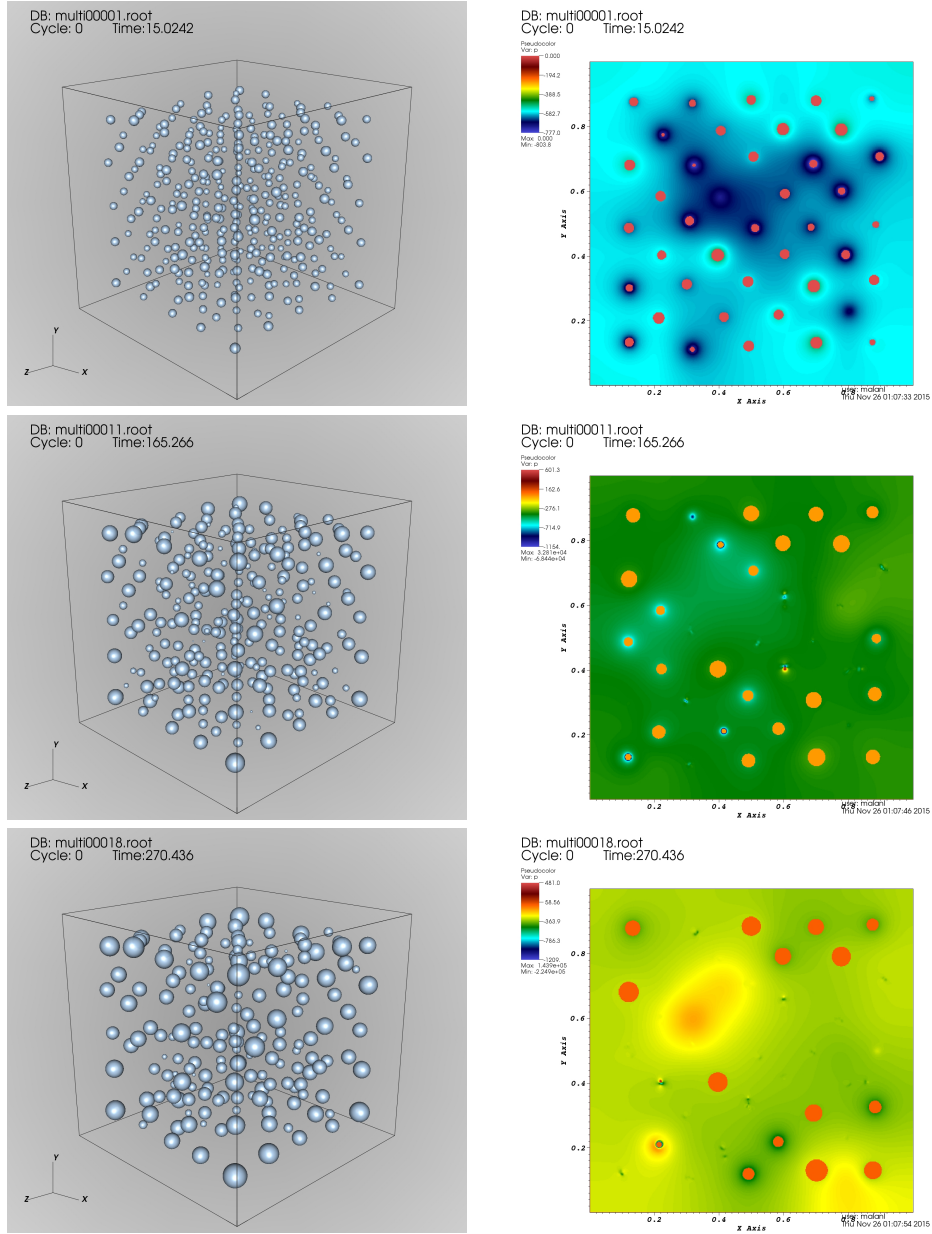 DB: multi00001.root
Cycle: 0 Time:15.0242
Y
Z
X
DB: multi00001.root
Cycle: 0 Time:15.0242
Pseudocolor
Var: p
0.000
-194.2
-388.5
-582.7
-777.0
Max: 0.000
Min: -803.8
0.8
0.6
0.4
0.2
Y Axis
0.2 0.4 0.6
X Axis
user: malanl
Thu Nov 26 01:07:33 2015
DB: multi00011.root
Cycle: 0 Time:165.266
Y
Z
X
DB: multi00011.root
Cycle: 0 Time:165.266
Pseudocolor
Var: p
601.3
162.6
-276.1
-714.9
-1154.
Max: 3.281e+04
Min: -6.844e+04
0.8
0.6
0.4
0.2
Y Axis
0.2 0.4 0.6
X Axis
user: malanl
Thu Nov 26 01:07:46 2015
DB: multi00018.root
Cycle: 0 Time:270.436
Y
Z
X
DB: multi00018.root
Cycle: 0 Time:270.436
Pseudocolor
Var: p
481.0
58.56
-363.9
-786.3
-1209.
Max: 1.439e+05
Min: -2.249e+05
0.8
0.6
0.4
0.2
Y Axis
0.2 0.4 0.6
X Axis
user: malanl
Thu Nov 26 01:07:54 2015